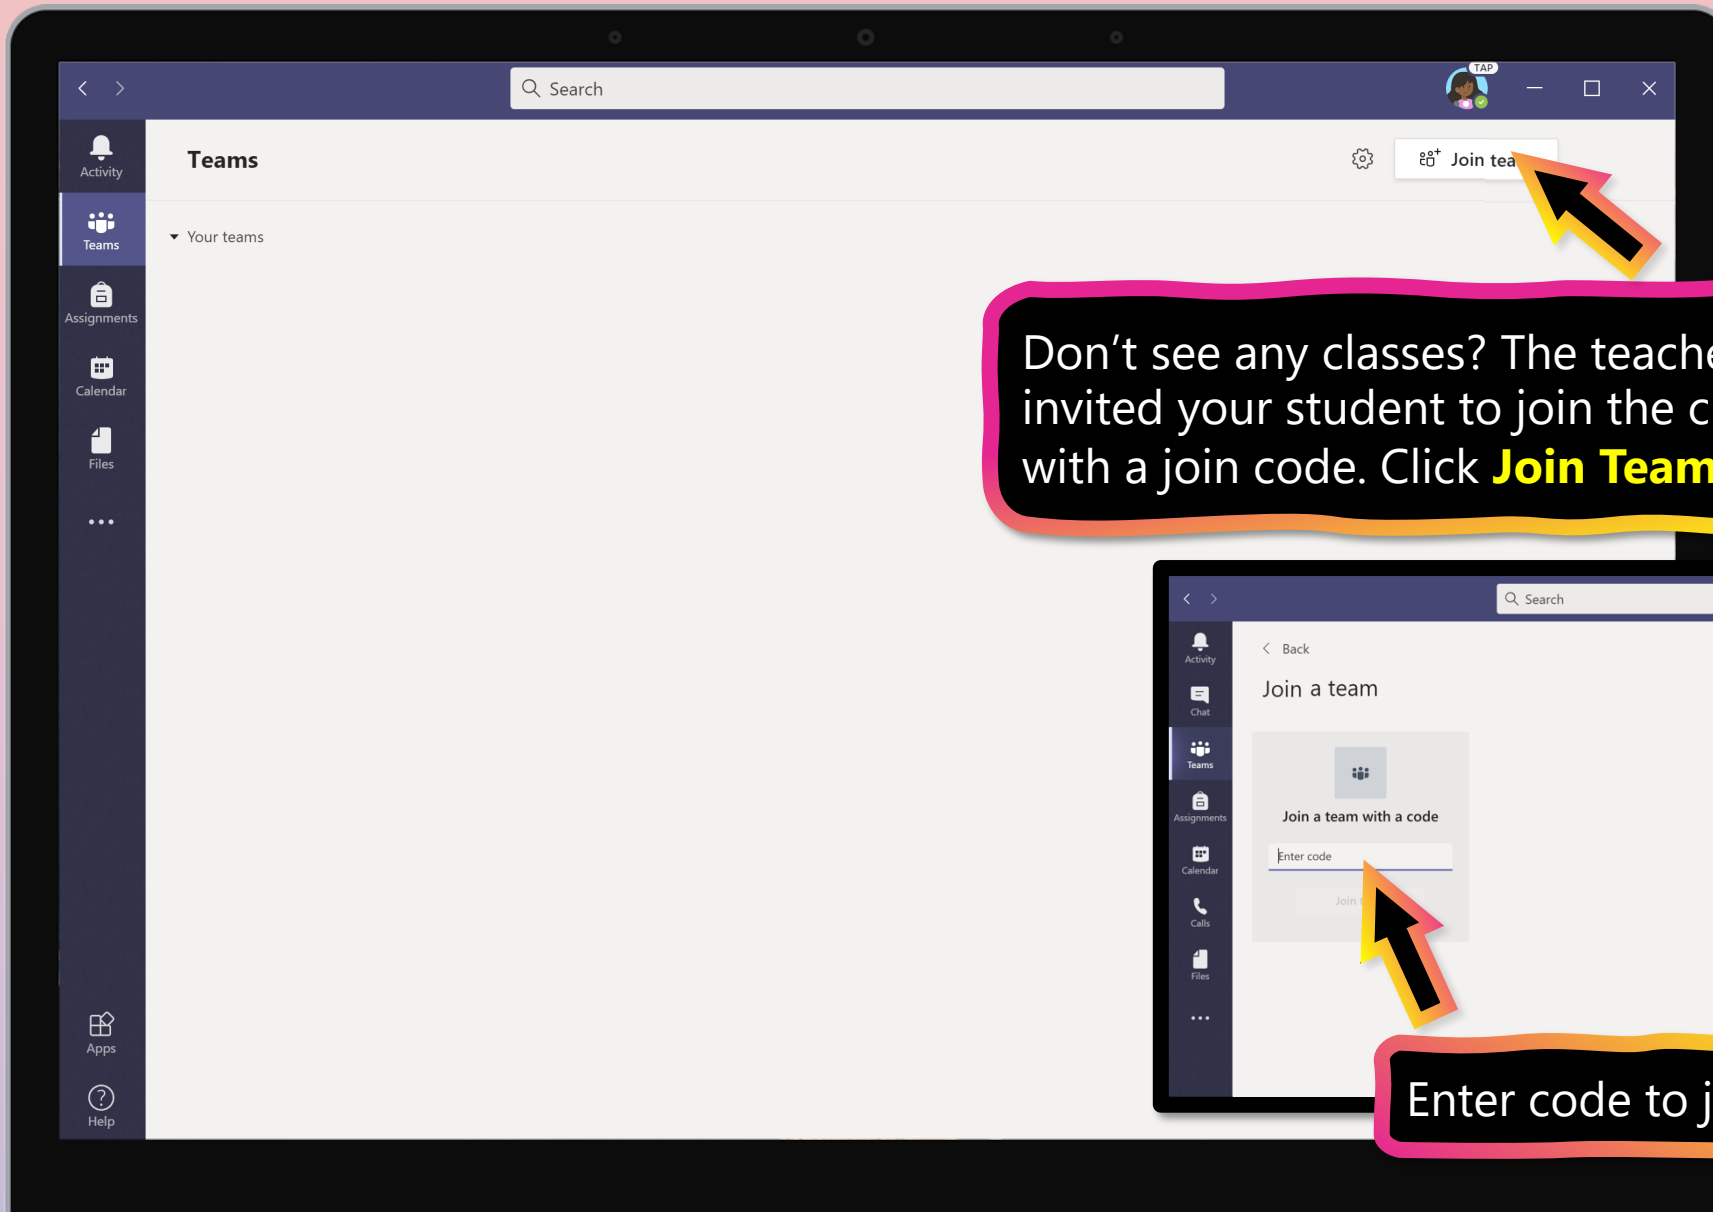 Search
TAP
Activity
Teams
Assignments
Calendar
Files
Apps
Help
Teams
Join tea
Your teams
Don't see any classes? The teache
invited your student to join the c
with a join code. Click Join Team
Search
Activity
Chat
Teams
Assignments
Calendar
Calls
Files
Back
Join a team
Join a team with a code
Enter code
Join
Enter code to j